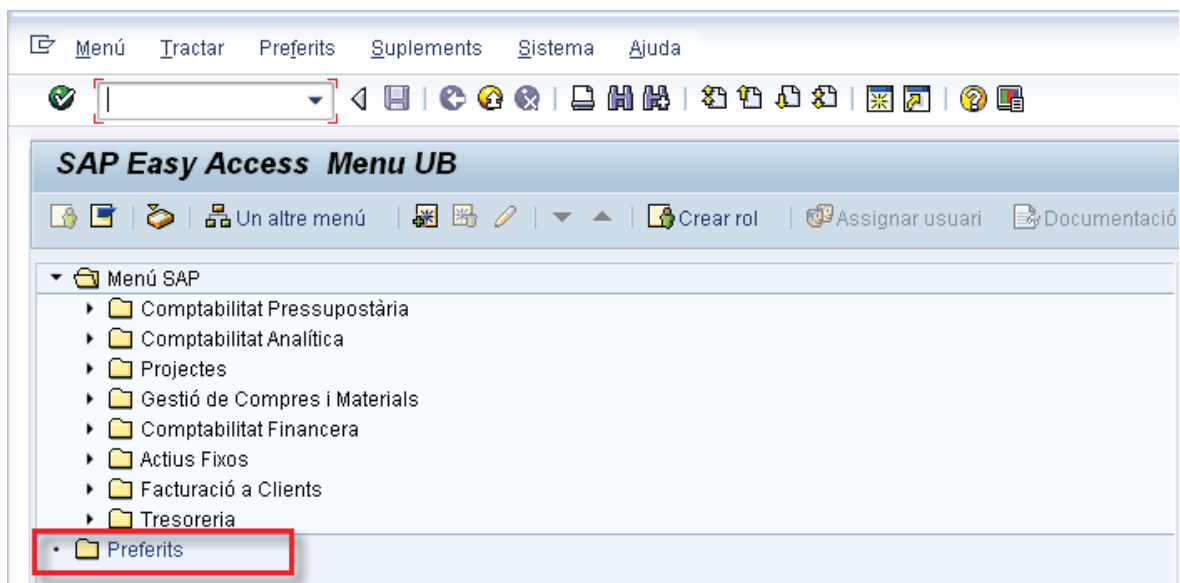 Menú Tractar Preferits Suplements Sistema Ajuda
SAP Easy Access Menu UB
Un altre menú Crear rol Assignar usuari Documentació
Menú SAP
Comptabilitat Pressupostària
Comptabilitat Analítica
Projectes
Gestió de Compres i Materials
Comptabilitat Financera
Actius Fixos
Facturació a Clients
Tresoreria
Preferits